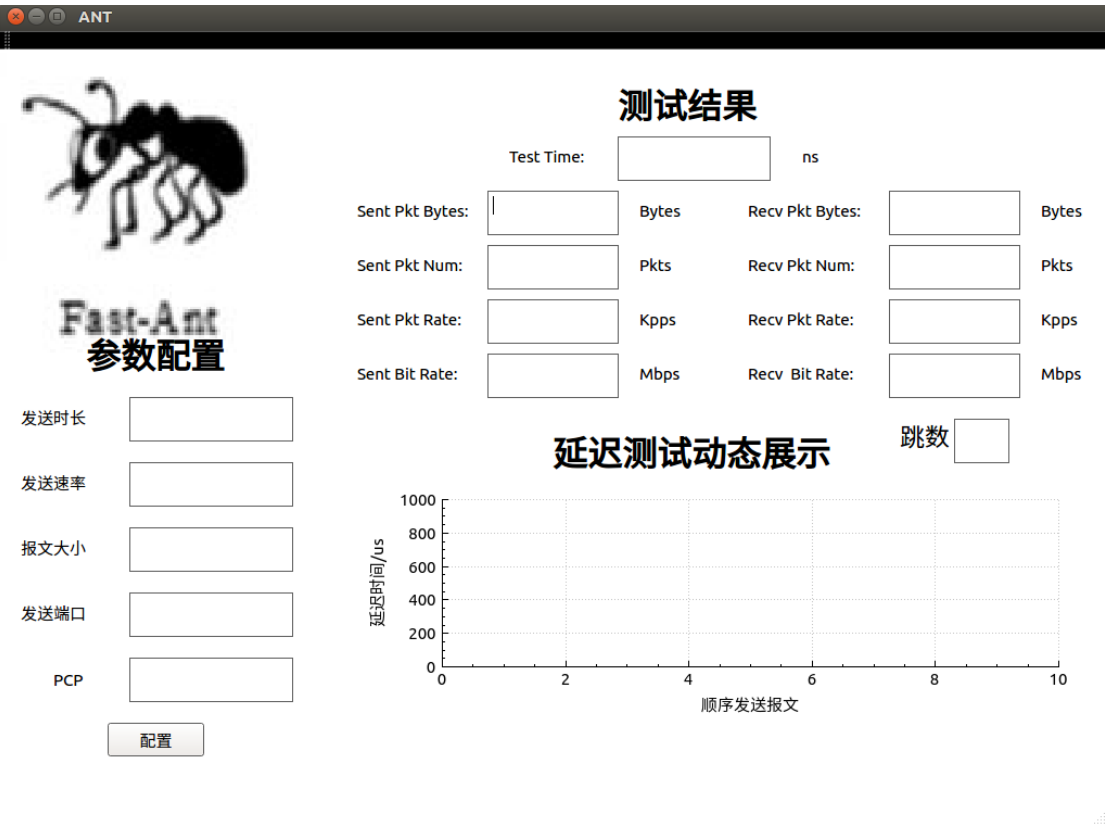 ANT
Fast-Ant
参数配置
发送时长
发送速率
报文大小
发送端口
PCP
配置
测试结果
Test Time: ns
Sent Pkt Bytes: Bytes Recv Pkt Bytes: Bytes
Sent Pkt Num: Pkts Recv Pkt Num: Pkts
Sent Pkt Rate: Kpps Recv Pkt Rate: Kpps
Sent Bit Rate: Mbps Recv Bit Rate: Mbps
跳数
延迟测试动态展示
延迟时间/us
1000
800
600
400
200
0
0 2 4 6 8 10
顺序发送报文